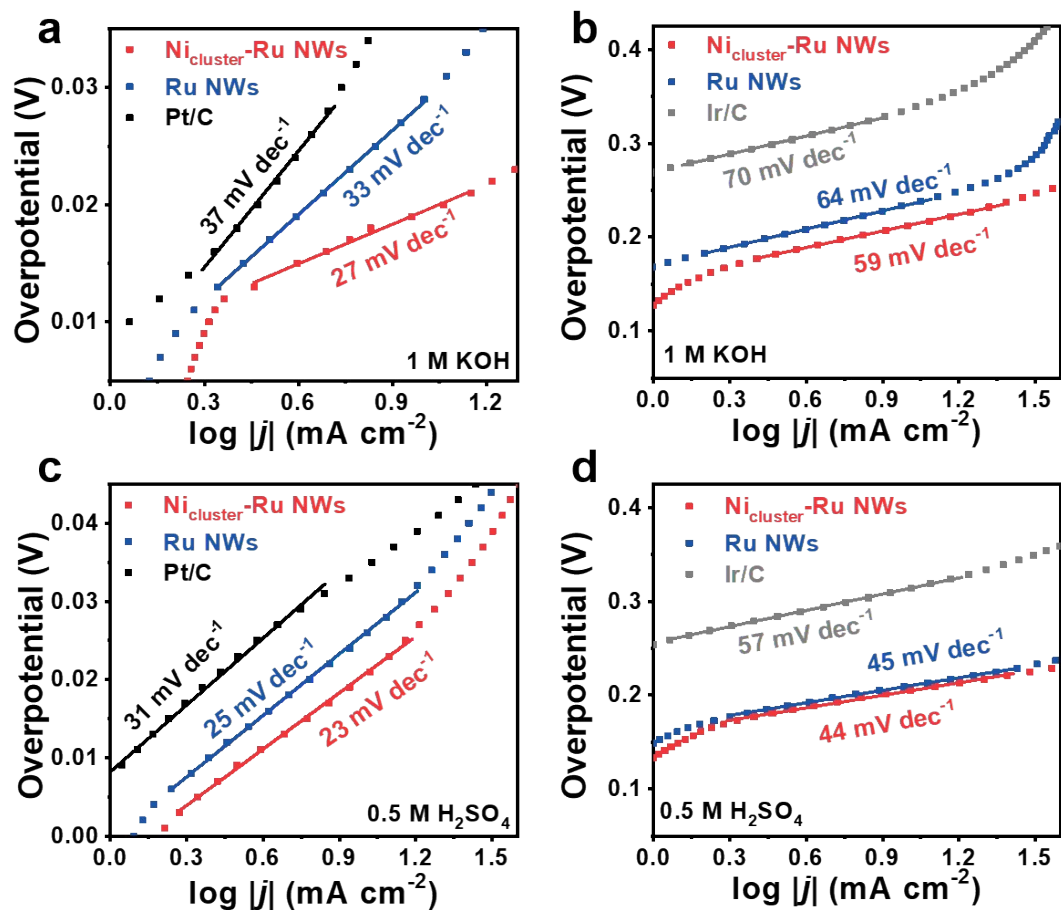 a
Ni_cluster-Ru NWs
Ru NWs
Pt/C
37 mV dec⁻¹
33 mV dec⁻¹
27 mV dec⁻¹
1 M KOH
0.03
0.02
0.01
Overpotential (V)
0.0 0.3 0.6 0.9 1.2
log |j| (mA cm⁻²)
b
Ni_cluster-Ru NWs
Ru NWs
Ir/C
70 mV dec⁻¹
64 mV dec⁻¹
59 mV dec⁻¹
1 M KOH
0.4
0.3
0.2
0.1
Overpotential (V)
0.0 0.3 0.6 0.9 1.2 1.5
log |j| (mA cm⁻²)
c
Ni_cluster-Ru NWs
Ru NWs
Pt/C
31 mV dec⁻¹
25 mV dec⁻¹
23 mV dec⁻¹
0.5 M H₂SO₄
0.04
0.03
0.02
0.01
0.00
Overpotential (V)
0.0 0.3 0.6 0.9 1.2 1.5
log |j| (mA cm⁻²)
d
Ni_cluster-Ru NWs
Ru NWs
Ir/C
57 mV dec⁻¹
45 mV dec⁻¹
44 mV dec⁻¹
0.5 M H₂SO₄
0.4
0.3
0.2
0.1
Overpotential (V)
0.0 0.3 0.6 0.9 1.2 1.5
log |j| (mA cm⁻²)